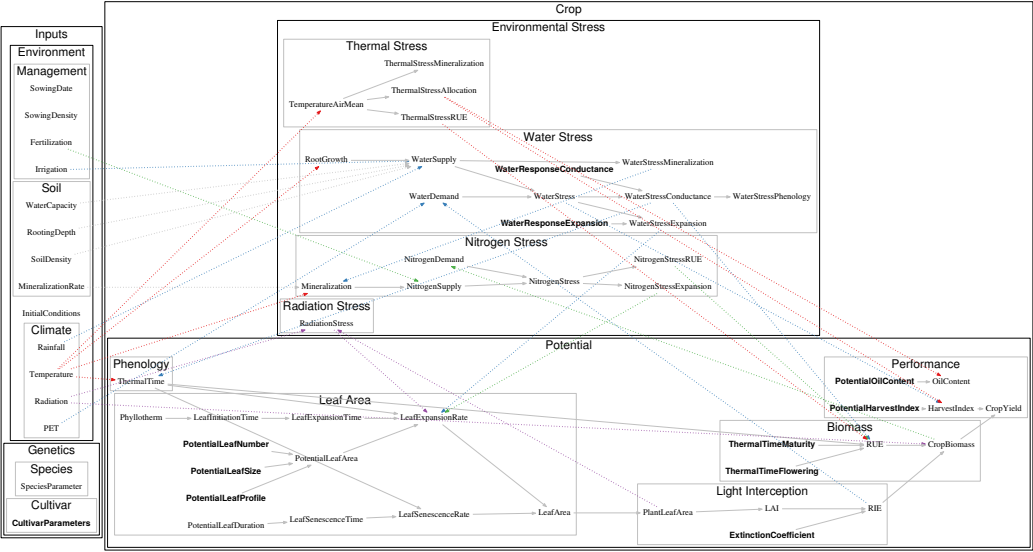 Crop
Environmental Stress
Inputs
Environment
Management
SowingDate
SowingDensity
Fertilization
Irrigation
Soil
WaterCapacity
RootingDepth
SoilDensity
MineralizationRate
InitialConditions
Climate
Rainfall
Temperature
Radiation
PET
Genetics
Species
SpeciesParameter
Cultivar
CultivarParameters
Thermal Stress
ThermalStressMineralization
ThermalStressAllocation
TemperatureAirMean
ThermalStressRUE
Water Stress
RootGrowth
WaterSupply
WaterStressMineralization
WaterResponseConductance
WaterDemand
WaterStress
WaterStressConductance
WaterStressPhenology
WaterResponseExpansion
WaterStressExpansion
Nitrogen Stress
NitrogenDemand
NitrogenStressRUE
NitrogenStress
Mineralization
NitrogenSupply
NitrogenStressExpansion
Radiation Stress
RadiationStress
Potential
Phenology
ThermalTime
Leaf Area
Phyllotherm
LeafInitiationTime
LeafExpansionTime
LeafExpansionRate
PotentialLeafNumber
PotentialLeafArea
PotentialLeafSize
PotentialLeafProfile
PotentialLeafDuration
LeafSenescenceTime
LeafSenescenceRate
LeafArea
Performance
PotentialOilContent
OilContent
PotentialHarvestIndex
HarvestIndex
CropYield
Biomass
ThermalTimeMaturity
RUE
CropBiomass
ThermalTimeFlowering
Light Interception
PlantLeafArea
LAI
RIE
ExtinctionCoefficient